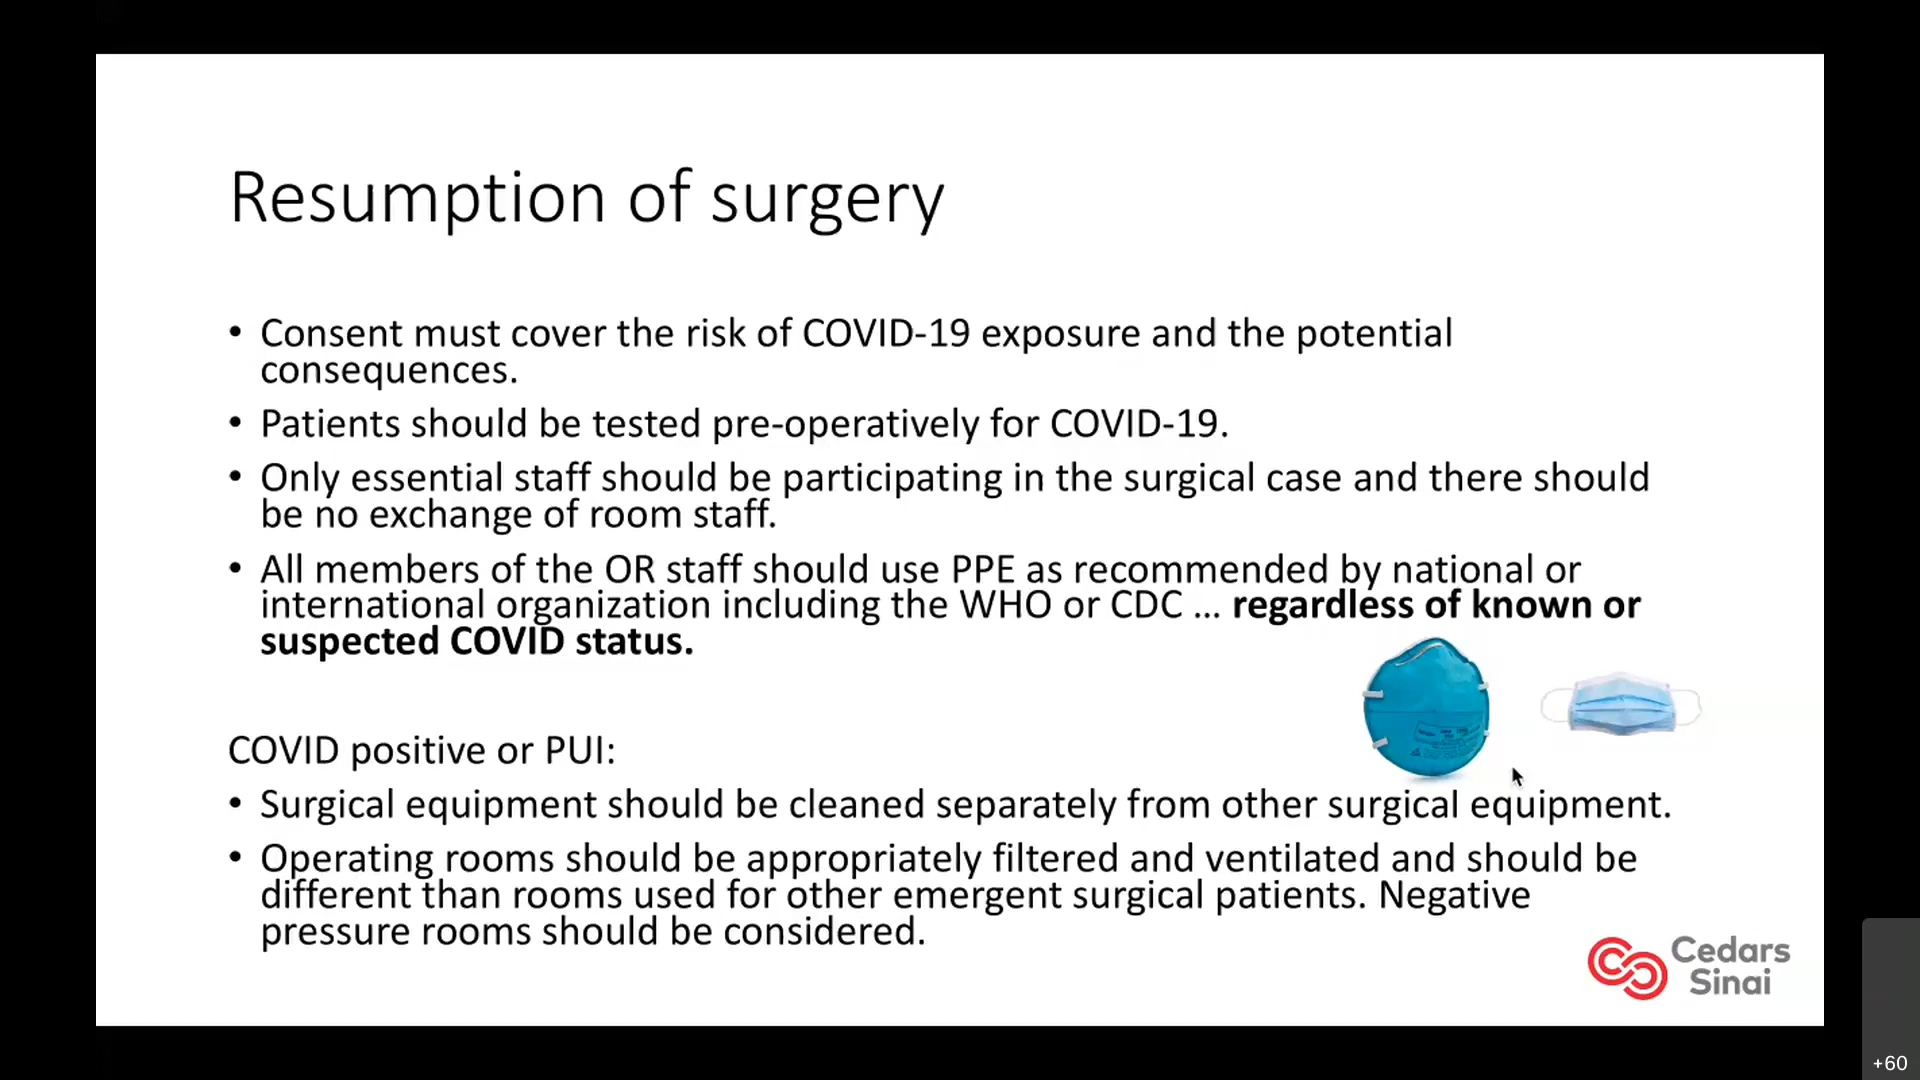 Resumption of surgery
• Consent must cover the risk of COVID-19 exposure and the potential
consequences.
• Patients should be tested pre-operatively for COVID-19.
• Only essential staff should be participating in the surgical case and there should
be no exchange of room staff.
• All members of the OR staff should use PPE as recommended by national or
international organization including the WHO or CDC ... regardless of known or
suspected COVID status.
COVID positive or PUI:
• Surgical equipment should be cleaned separately from other surgical equipment.
• Operating rooms should be appropriately filtered and ventilated and should be
different than rooms used for other emergent surgical patients. Negative
pressure rooms should be considered.
Cedars
Sinai
+60